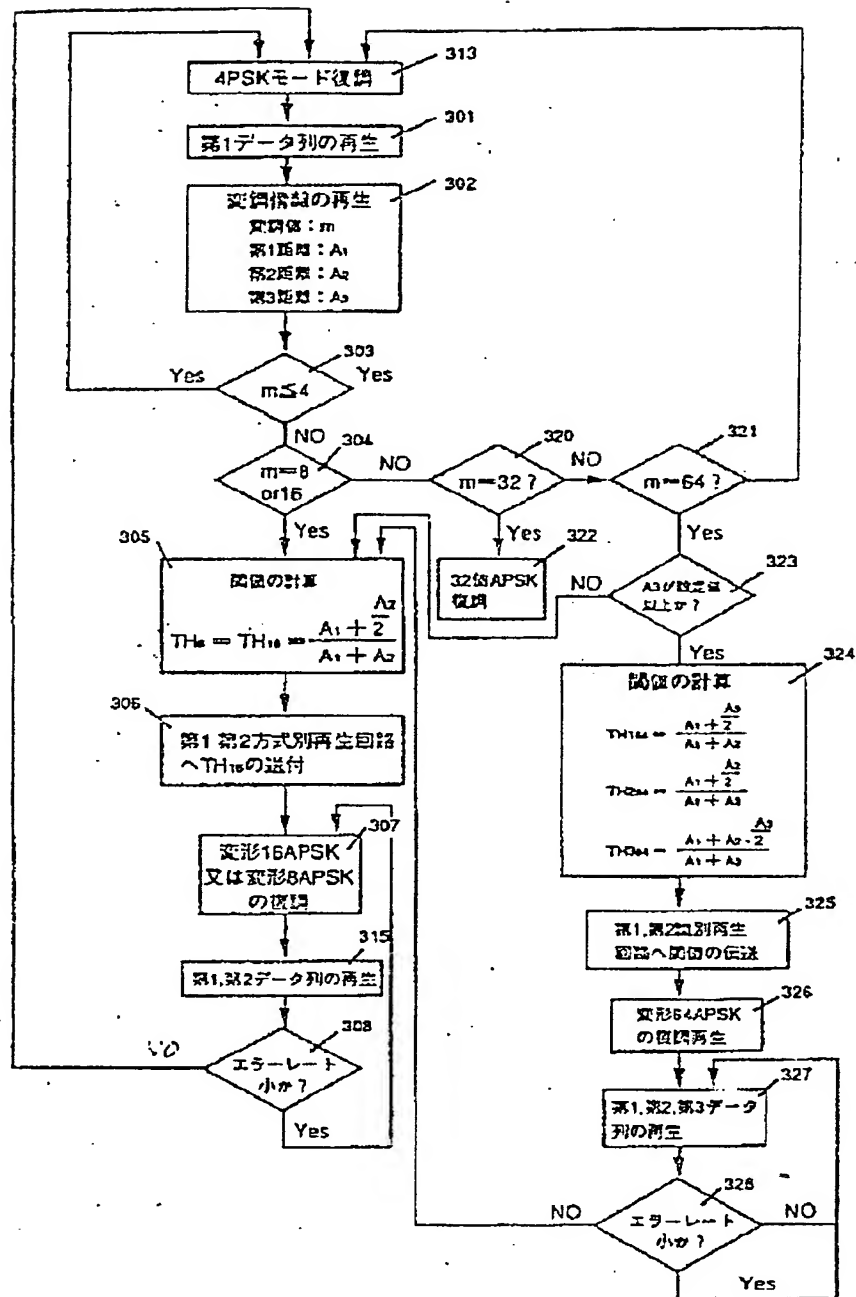 313
4PSKモード復調
301
第1データ列の再生
302
変調情報の再生
変調値：m
第1距離：A1
第2距離：A2
第3距離：A3
303
Yes
m≦4
Yes
NO
304
m=8
or16
NO
320
m=32？
NO
321
m=64？
Yes
Yes
Yes
305
閾値の計算
TH8 = TH16 = (A1 + A2/2) / (A1 + A2)
322
32値APSK
復調
323
NO
A3が設定値
以上か？
Yes
324
閾値の計算
A1 + A3/2
A1 + A2/2
306
第1 第2方式別再生回路
へTH16の送付
307
変形16APSK
又は変形8APSK
の復調
325
第1,第2識別再生
回路へ閾値の伝送
315
第1,第2データ列の再生
326
変形64APSK
の復調再生
NO
308
エラーレート
小か？
Yes
327
第1,第2,第3データ
列の再生
328
NO
エラーレート
小か？
NO
Yes